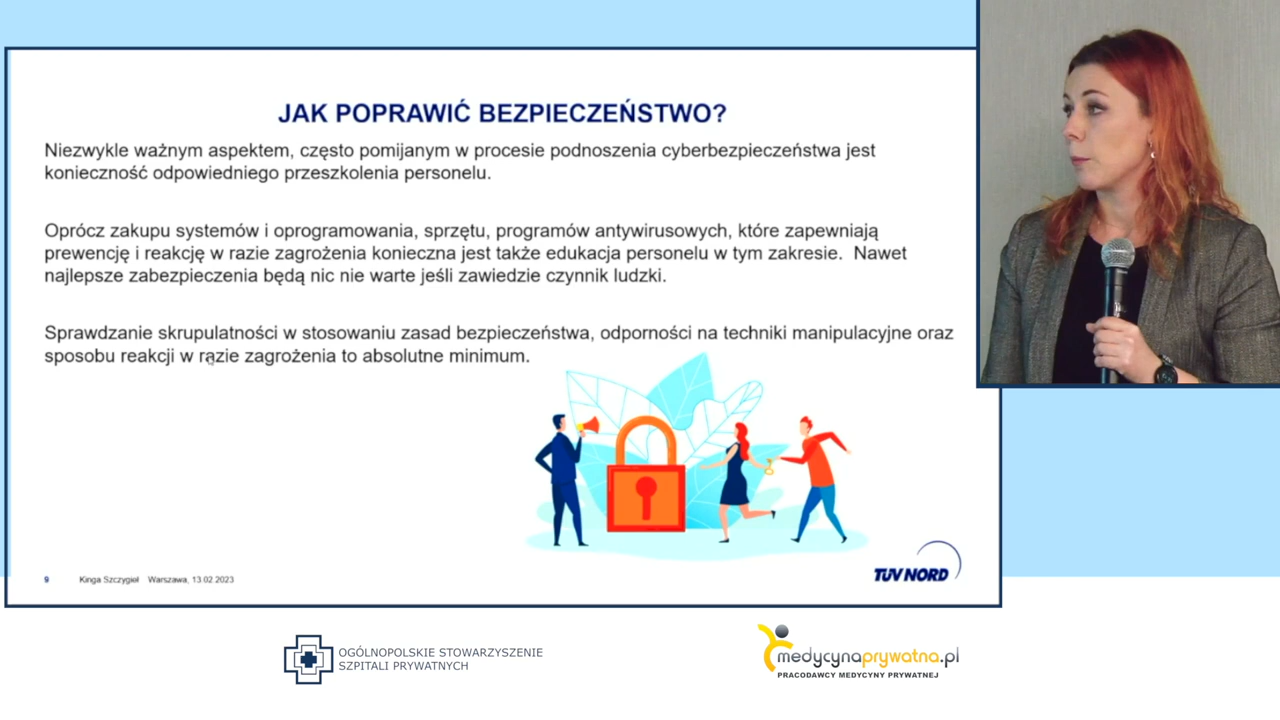 JAK POPRAWIĆ BEZPIECZEŃSTWO?
Niezwykle ważnym aspektem, często pomijanym w procesie podnoszenia cyberbezpieczeństwa jest
konieczność odpowiedniego przeszkolenia personelu.
Oprócz zakupu systemów i oprogramowania, sprzętu, programów antywirusowych, które zapewniają
prewencję i reakcję w razie zagrożenia konieczna jest także edukacja personelu w tym zakresie. Nawet
najlepsze zabezpieczenia będą nic nie warte jeśli zawiedzie czynnik ludzki.
Sprawdzanie skrupulatności w stosowaniu zasad bezpieczeństwa, odporności na techniki manipulacyjne oraz
sposobu reakcji w razie zagrożenia to absolutne minimum.
9 Kinga Szczygieł Warszawa, 13.02.2023
TUV NORD
OGÓLNOPOLSKIE STOWARZYSZENIE
SZPITALI PRYWATNYCH
medycynaprywatna.pl
PRACODAWCY MEDYCYNY PRYWATNEJ